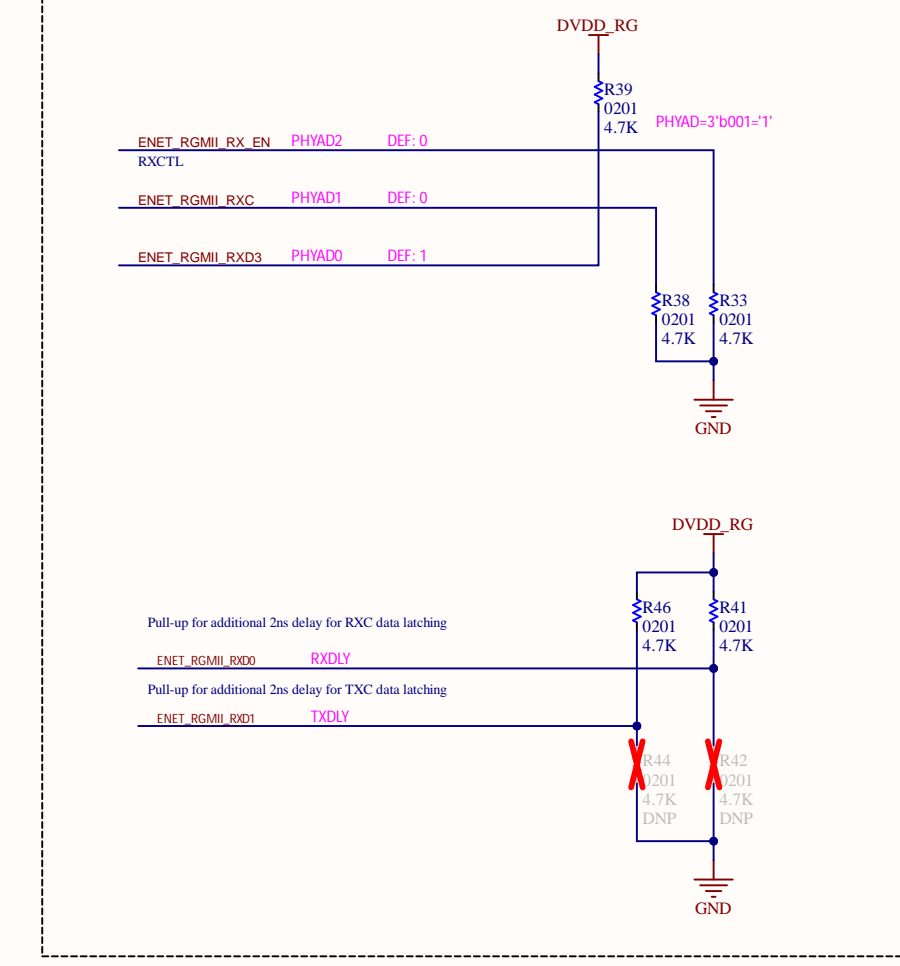 DVDD_RG
R39
0201
4.7K
PHYAD=3'b001='1'
ENET_RGMII_RX_EN PHYAD2 DEF: 0
RXCTL
ENET_RGMII_RXC PHYAD1 DEF: 0
ENET_RGMII_RXD3 PHYAD0 DEF: 1
R38 R33
0201 0201
4.7K 4.7K
GND
DVDD_RG
R46 R41
0201 0201
4.7K 4.7K
Pull-up for additional 2ns delay for RXC data latching
ENET_RGMII_RXD0 RXDLY
Pull-up for additional 2ns delay for TXC data latching
ENET_RGMII_RXD1 TXDLY
R44 R42
0201 0201
4.7K 4.7K
DNP DNP
GND